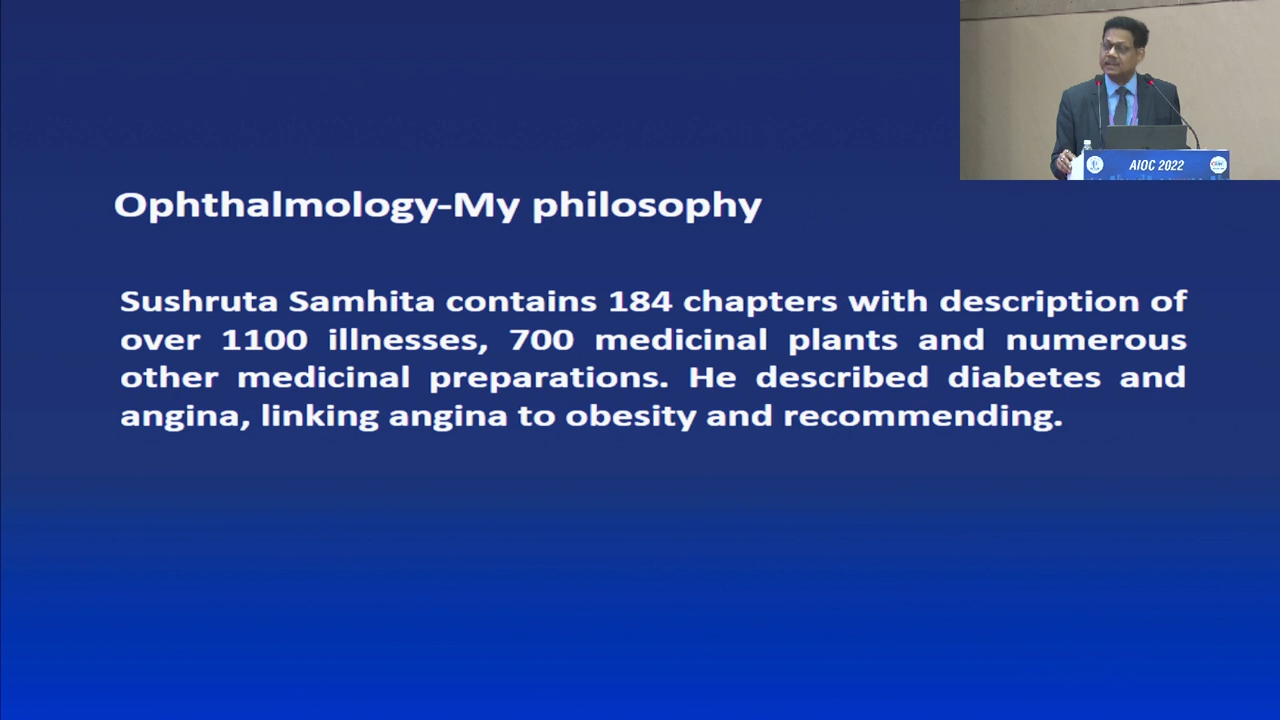 Ophthalmology-My philosophy
Sushruta Samhita contains 184 chapters with description of
over 1100 illnesses, 700 medicinal plants and numerous
other medicinal preparations. He described diabetes and
angina, linking angina to obesity and recommending.
AIOC 2022